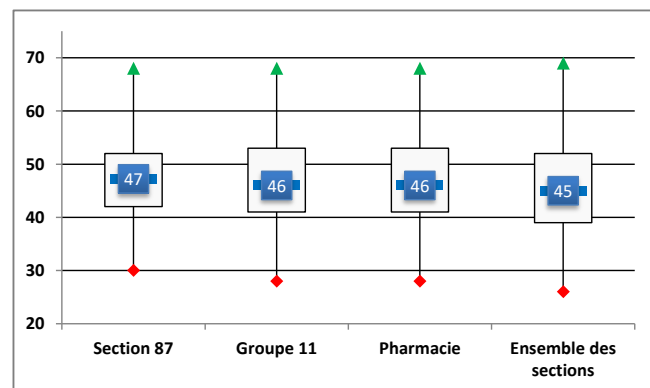 70
60
50
40
30
20
47
46
46
45
Section 87
Groupe 11
Pharmacie
Ensemble des
sections